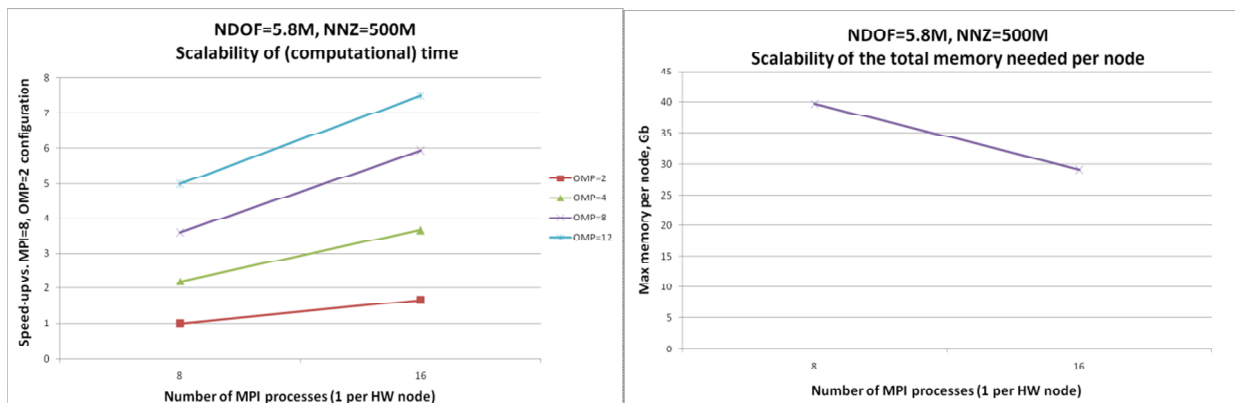 NDOF=5.8M, NNZ=500M
Scalability of (computational) time
8
7
6
5
4
3
2
1
0
8
16
Speed-up vs. MPI=8, OMP=2 configuration
Number of MPI processes (1 per HW node)
OMP=2
OMP=4
OMP=8
OMP=12
NDOF=5.8M, NNZ=500M
Scalability of the total memory needed per node
45
40
35
30
25
20
15
10
5
0
8
16
Max memory per node, Gb
Number of MPI processes (1 per HW node)